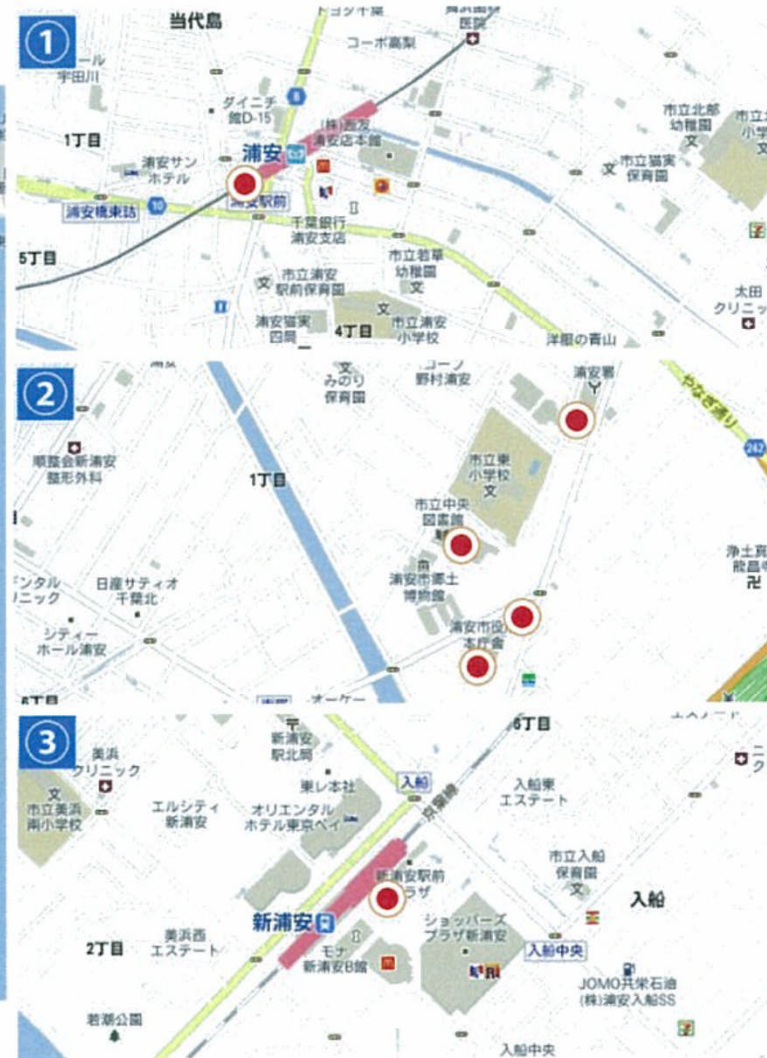 ①
当代島
コーポ高梨
医院
宇田川
ダイニチ
館D-15
6
浦安店本館
市立北部
幼稚園
1丁目
浦安
浦安サン
ホテル
市立猫実
保育園
浦安橋東詰
10
浦安駅前
千葉銀行
浦安支店
5丁目
市立若草
幼稚園
市立浦安
駅前保育園
太田
クリニッ
浦安猫実
四局
4丁目
市立浦安
小学校
洋服の青山
②
みのり
保育園
野村浦安
浦安署
やなぎ通り
242
順整会新浦安
整形外科
1丁目
市立東
小学校
市立中央
図書館
浦安市郷土
博物館
日産サティオ
千葉北
シティー
ホール浦安
浦安市役
本庁舎
オーケー
③
新浦安
駅北局
5丁目
美浜
クリニック
東レ本社
入船
京葉線
入船東
エステート
市立美浜
南小学校
エルシティ
新浦安
オリエンタル
ホテル東京ベイ
市立入船
保育園
新浦安駅前
ラザ
入船
新浦安
ショッパーズ
プラザ新浦安
2丁目
美浜西
エステート
モナ
新浦安B館
入船中央
JOMO共栄石油
(株)浦安入船SS
若潮公園
入船中央